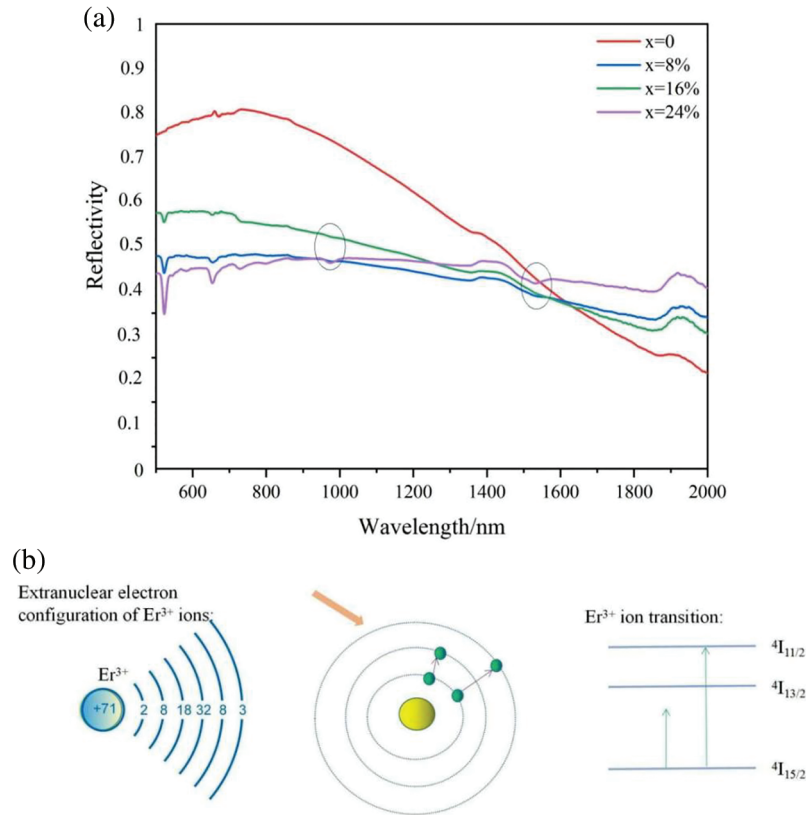 (a)
1
0.9
0.8
0.7
0.6
0.5
0.4
0.3
0.2
0.1
0
Reflectivity
x=0
x=8%
x=16%
x=24%
600 800 1000 1200 1400 1600 1800 2000
Wavelength/nm
(b)
Extranuclear electron
configuration of Er³⁺ ions:
Er³⁺
+71 2 8 18 32 8 3
Er³⁺ ion transition:
⁴I₁₁/₂
⁴I₁₃/₂
⁴I₁₅/₂